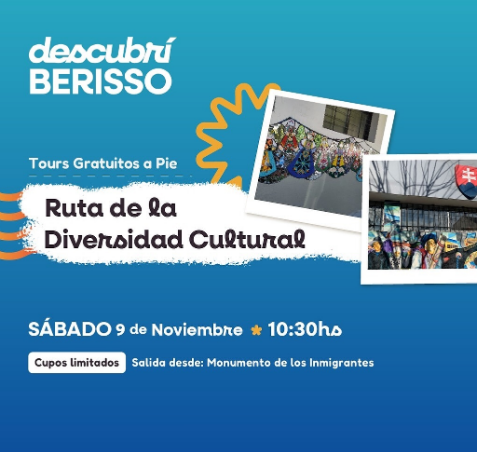 descubrí
BERISSO
Tours Gratuitos a Pie
Ruta de la
Diversidad Cultural
SÁBADO 9 de Noviembre * 10:30hs
Cupos limitados Salida desde: Monumento de los Inmigrantes